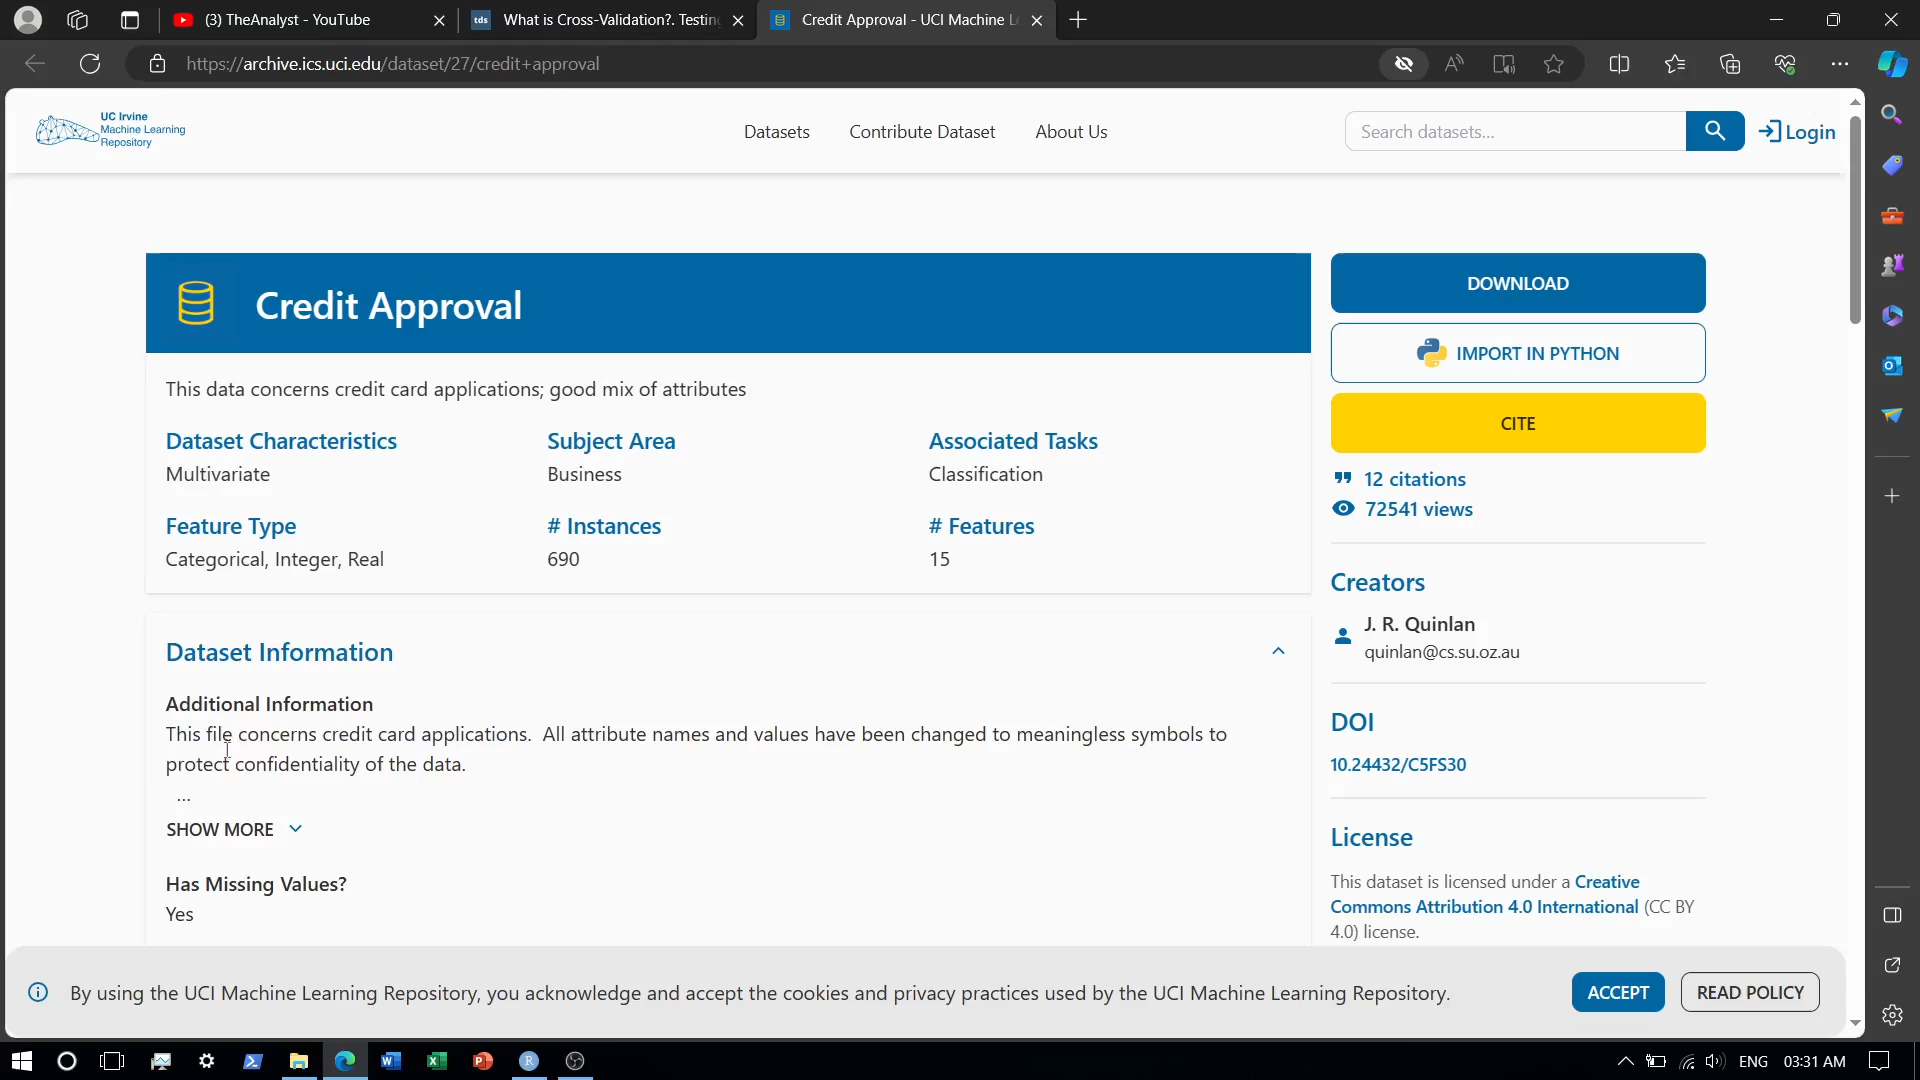 (3) TheAnalyst - YouTube
tds What is Cross-Validation?. Testin
Credit Approval - UCI Machine L
https://archive.ics.uci.edu/dataset/27/credit+approval
UC Irvine
Machine Learning
Repository
Datasets
Contribute Dataset
About Us
Search datasets...
Login
Credit Approval
This data concerns credit card applications; good mix of attributes
Dataset Characteristics
Multivariate
Subject Area
Business
Associated Tasks
Classification
Feature Type
Categorical, Integer, Real
# Instances
690
# Features
15
Dataset Information
Additional Information
This file concerns credit card applications.  All attribute names and values have been changed to meaningless symbols to
protect confidentiality of the data.
...
SHOW MORE
Has Missing Values?
Yes
DOWNLOAD
IMPORT IN PYTHON
CITE
12 citations
72541 views
Creators
J. R. Quinlan
quinlan@cs.su.oz.au
DOI
10.24432/C5FS30
License
This dataset is licensed under a Creative
Commons Attribution 4.0 International (CC BY
4.0) license.
By using the UCI Machine Learning Repository, you acknowledge and accept the cookies and privacy practices used by the UCI Machine Learning Repository.
ACCEPT
READ POLICY
ENG
03:31 AM